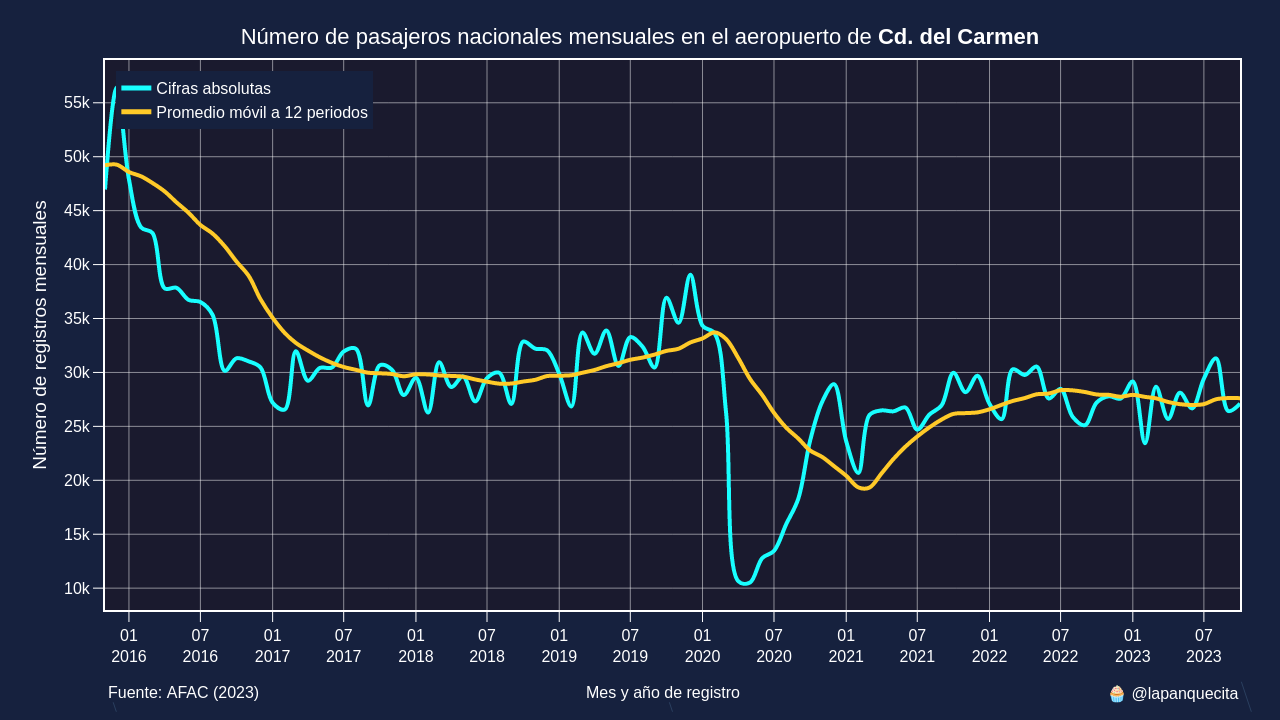 Número de pasajeros nacionales mensuales en el aeropuerto de Cd. del Carmen
Cifras absolutas
Promedio móvil a 12 periodos
Número de registros mensuales
55k
50k
45k
40k
35k
30k
25k
20k
15k
10k
01 07 01 07 01 07 01 07 01 07 01 07 01 07 01 07
2016 2016 2017 2017 2018 2018 2019 2019 2020 2020 2021 2021 2022 2022 2023 2023
Fuente: AFAC (2023) Mes y año de registro 🧁 @lapanquecita